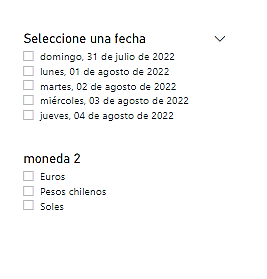 Seleccione una fecha
domingo, 31 de julio de 2022
lunes, 01 de agosto de 2022
martes, 02 de agosto de 2022
miércoles, 03 de agosto de 2022
jueves, 04 de agosto de 2022
moneda 2
Euros
Pesos chilenos
Soles